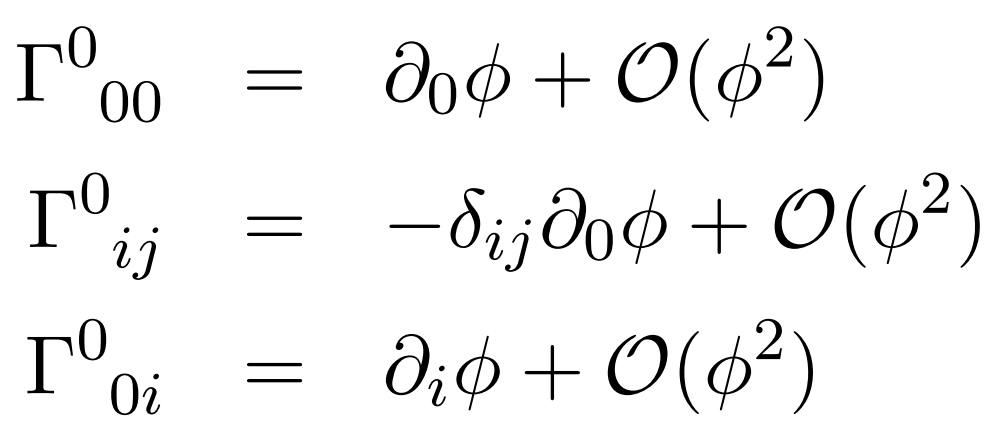 Γ⁰₀₀ = ∂₀ϕ + 𝒪(ϕ²)
Γ⁰ᵢⱼ = −δᵢⱼ∂₀ϕ + 𝒪(ϕ²)
Γ⁰₀ᵢ = ∂ᵢϕ + 𝒪(ϕ²)